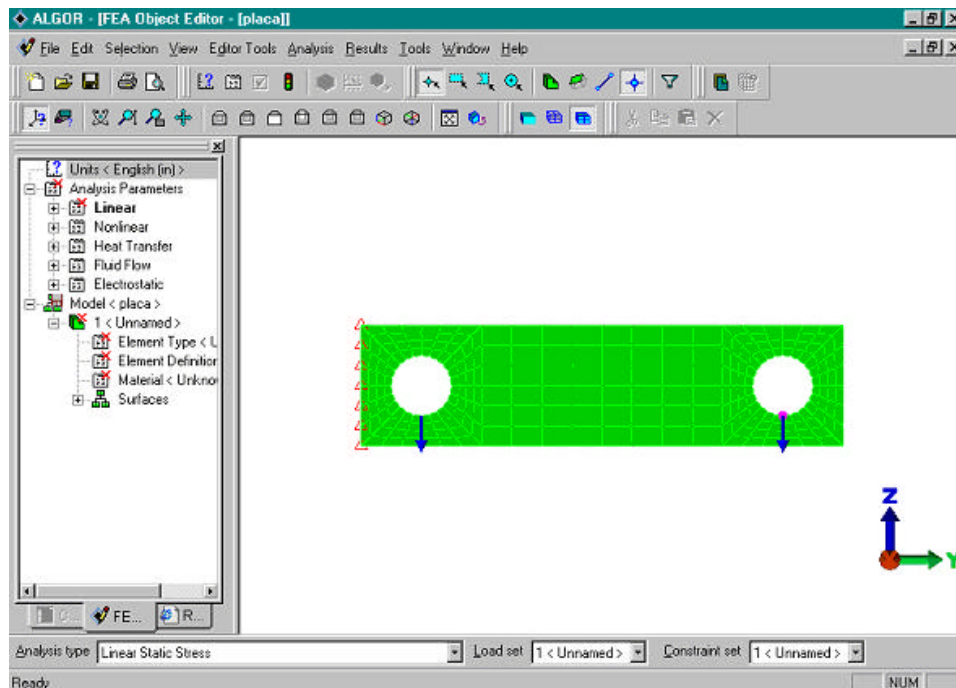 ALGOR - [FEA Object Editor - [placa]]
File Edit Selection View Editor Tools Analysis Results Tools Window Help
Units < English (in) >
Analysis Parameters
Linear
Nonlinear
Heat Transfer
Fluid Flow
Electrostatic
Model < placa >
1 < Unnamed >
Element Type < U
Element Definition
Material < Unkno
Surfaces
Z
Y
FE... R...
Analysis type Linear Static Stress Load set 1 < Unnamed > Constraint set 1 < Unnamed >
Ready NUM